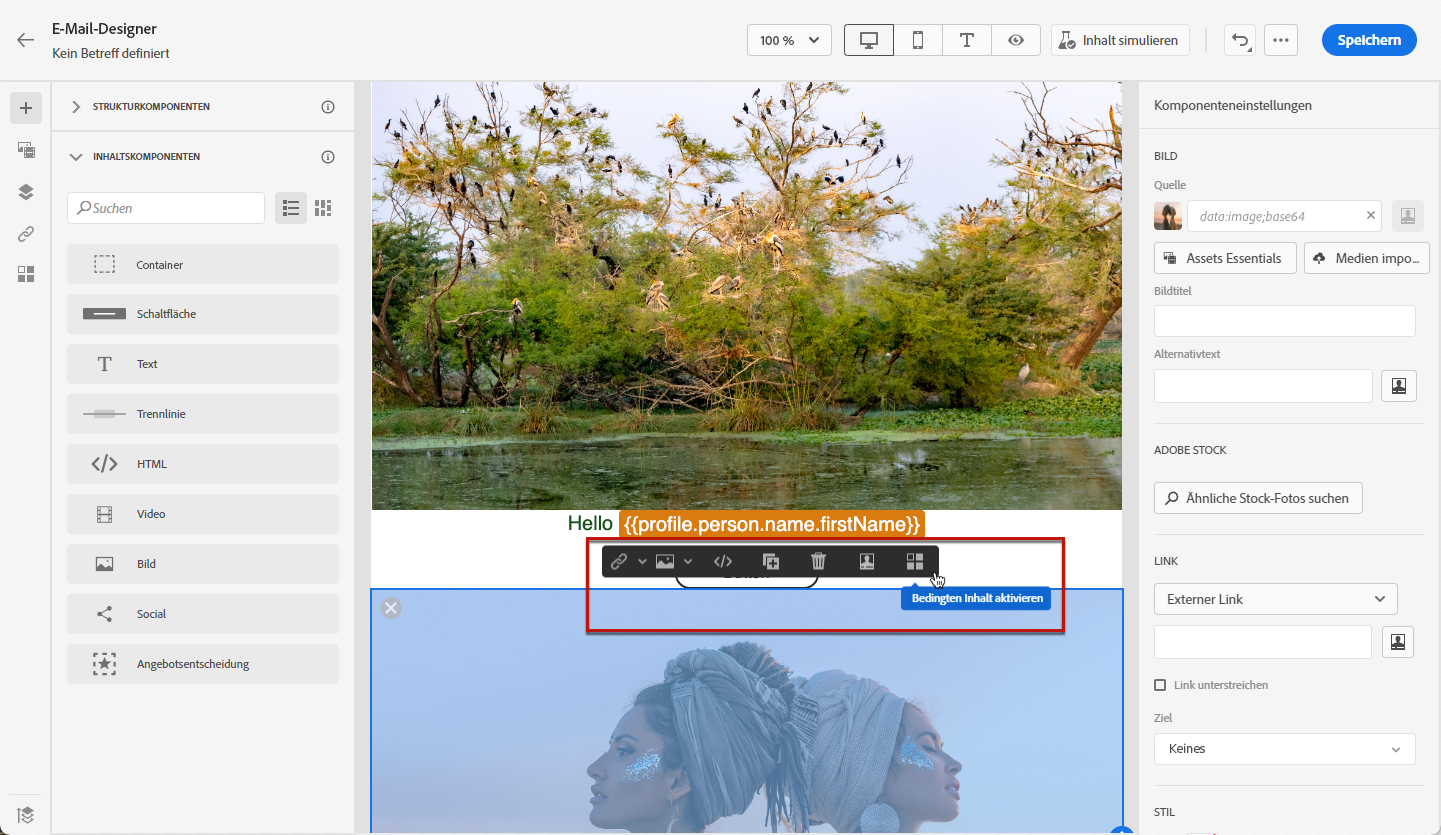 E-Mail-Designer
Kein Betreff definiert
100 %
Inhalt simulieren
Speichern
STRUKTURKOMPONENTEN
INHALTSKOMPONENTEN
Suchen
Container
Schaltfläche
Text
Trennlinie
HTML
Video
Bild
Social
Angebotsentscheidung
Hello {{profile.person.name.firstName}}
Bedingten Inhalt aktivieren
Komponenteneinstellungen
BILD
Quelle
data:image;base64
Assets Essentials
Medien impo...
Bildtitel
Alternativtext
ADOBE STOCK
Ähnliche Stock-Fotos suchen
LINK
Externer Link
Link unterstreichen
Ziel
Keines
STIL